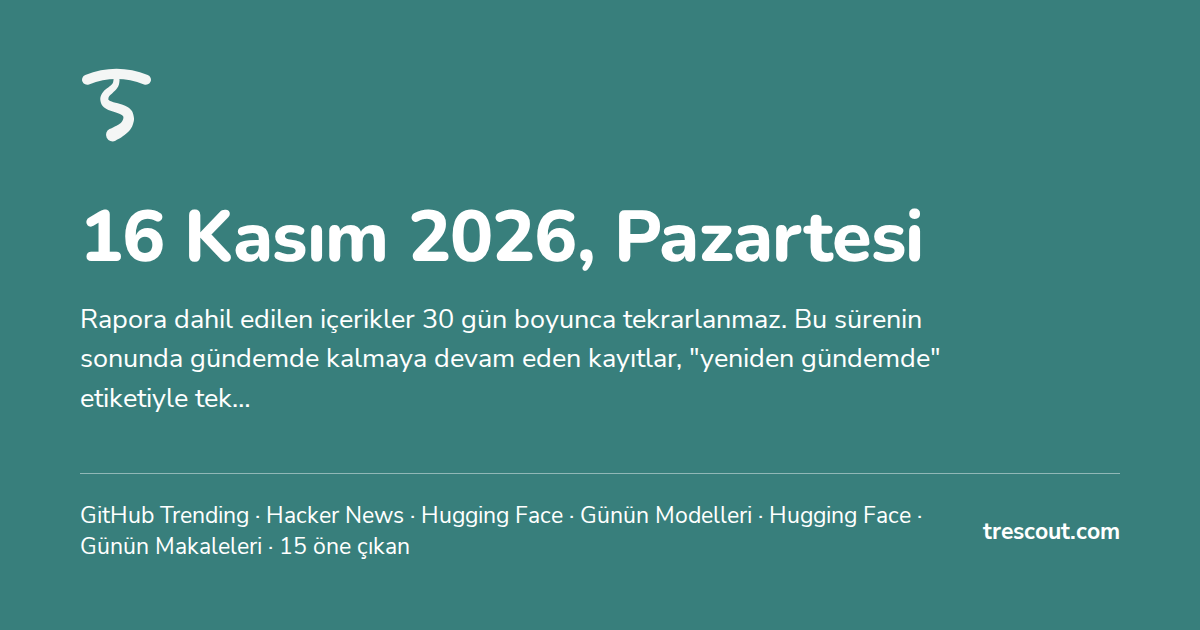 16 Kasım 2026, Pazartesi
Rapora dahil edilen içerikler 30 gün boyunca tekrarlanmaz. Bu sürenin
sonunda gündemde kalmaya devam eden kayıtlar, "yeniden gündemde"
etiketiyle tek...
GitHub Trending · Hacker News · Hugging Face · Günün Modelleri · Hugging Face ·
Günün Makaleleri · 15 öne çıkan
trescout.com